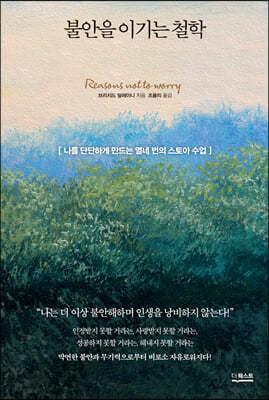 불안을 이기는 철학
Reasons not to worry
브리지드 딜레이니 지음 조율리 옮김
[ 나를 단단하게 만드는 열네 번의 스토아 수업 ]
“나는 더 이상 불안해하며 인생을 낭비하지 않는다!”
인정받지 못할 거라는, 사랑받지 못할 거라는,
성공하지 못할 거라는, 해내지 못할 거라는
막연한 불안과 무기력으로부터 비로소 자유로워지다!
더퀘스트